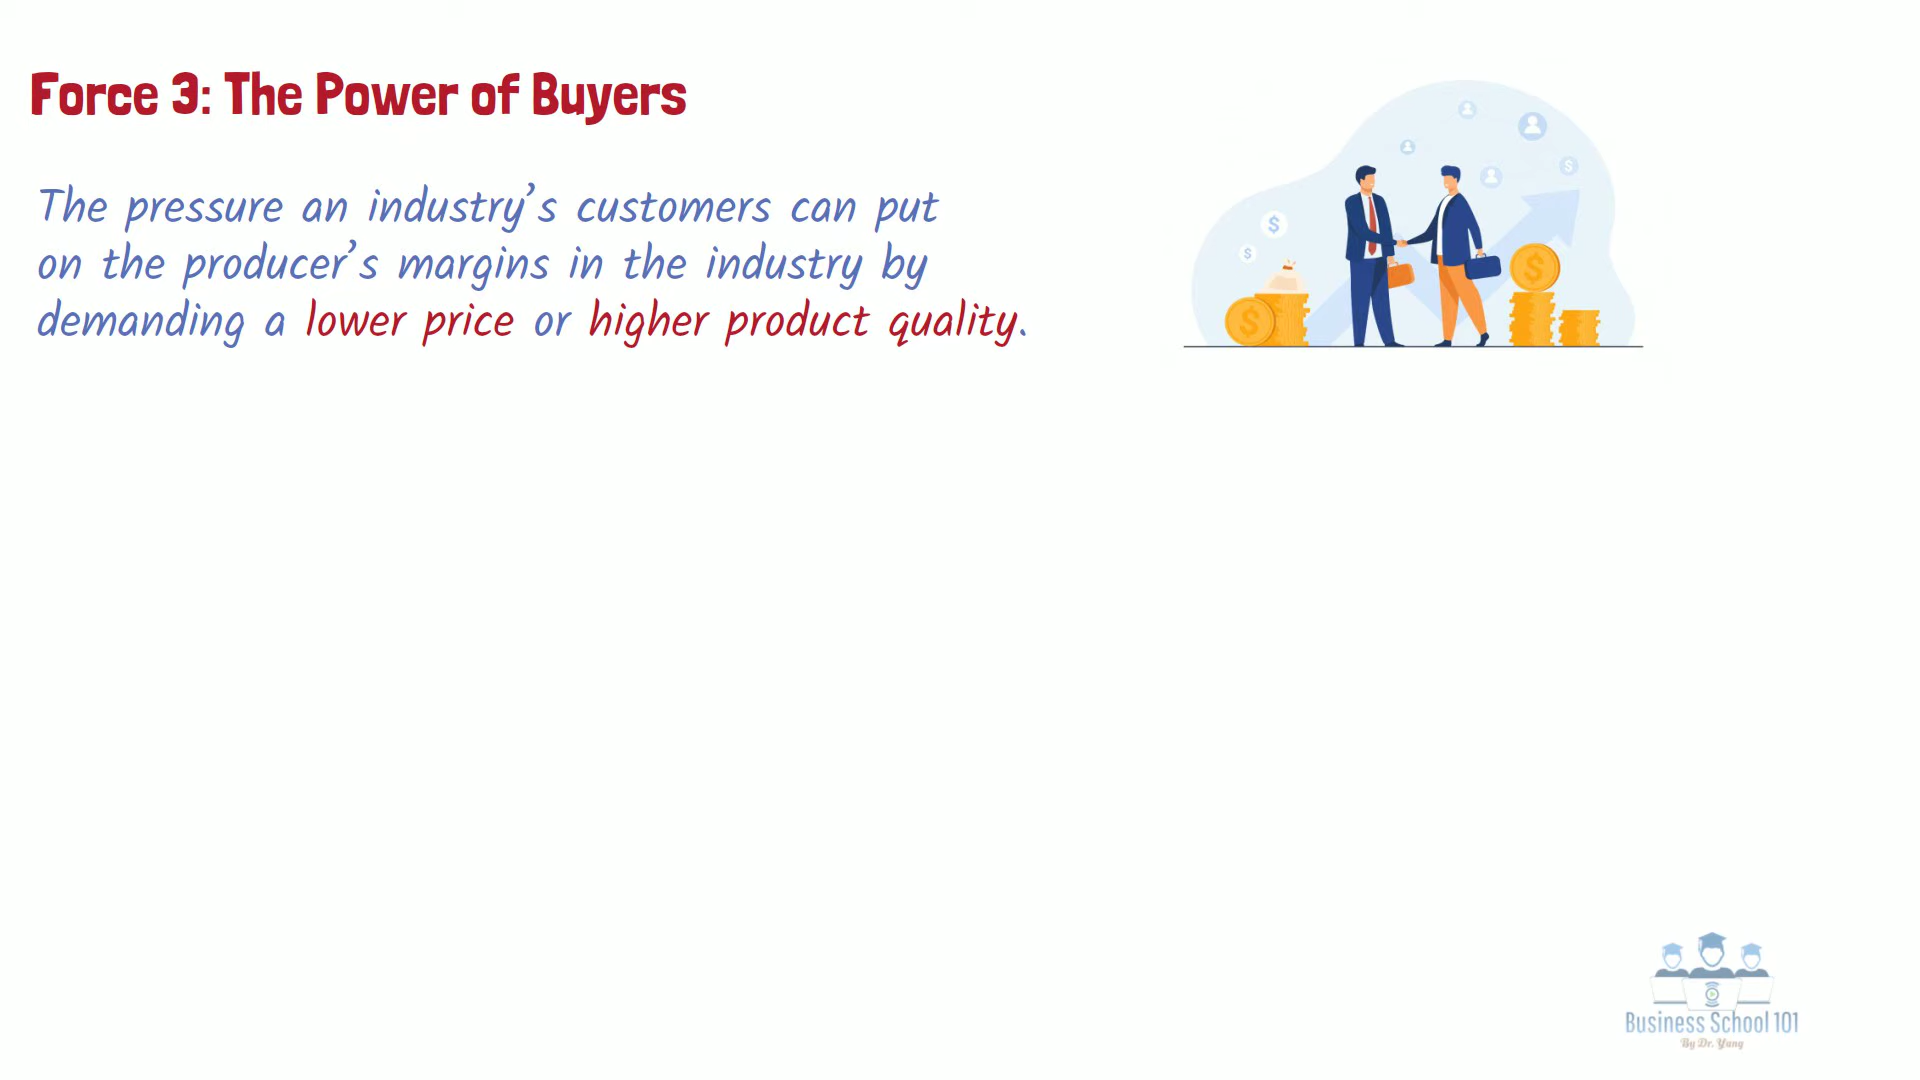 Force 3: The Power of Buyers
The pressure an industry’s customers can put
on the producer’s margins in the industry by
demanding a lower price or higher product quality.
$
$
$
$
$
Business School 101
By Dr. Yang